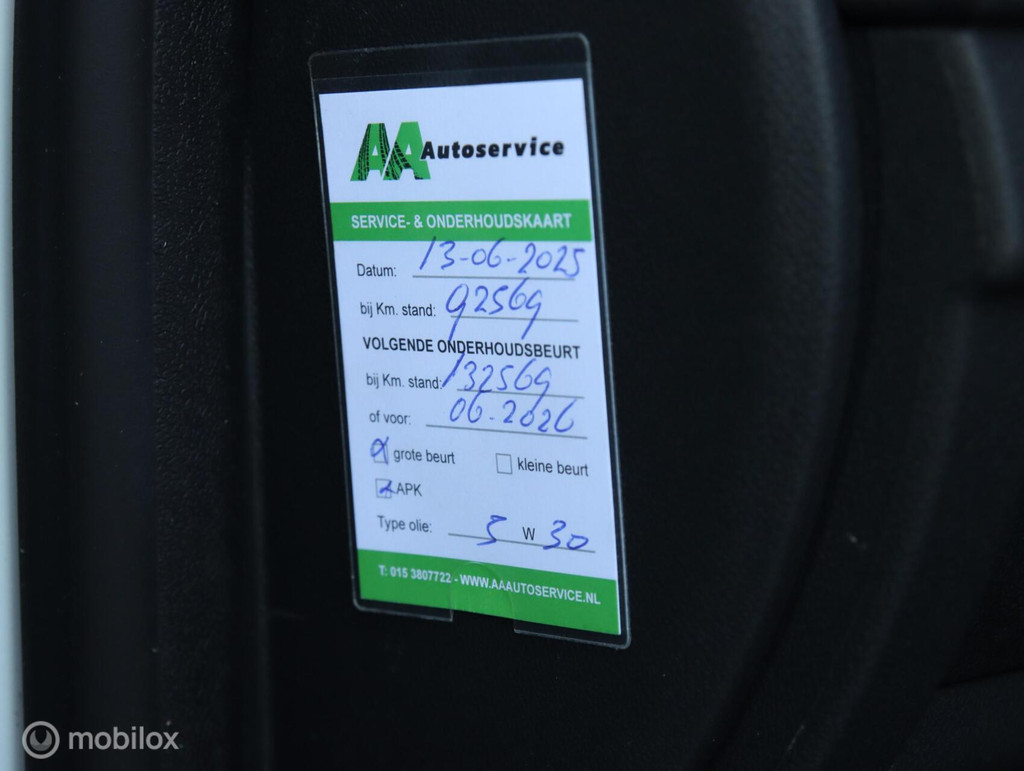 AA Autoservice
SERVICE- & ONDERHOUDSKAART
Datum: 13-06-2025
bij Km. stand: 92569
VOLGENDE ONDERHOUDSBEURT
bij Km. stand: 132569
of voor: 06-2026
grote beurt kleine beurt
APK
Type olie: 5 W 30
T: 015 3807722 - WWW.AAAUTOSERVICE.NL
mobilox